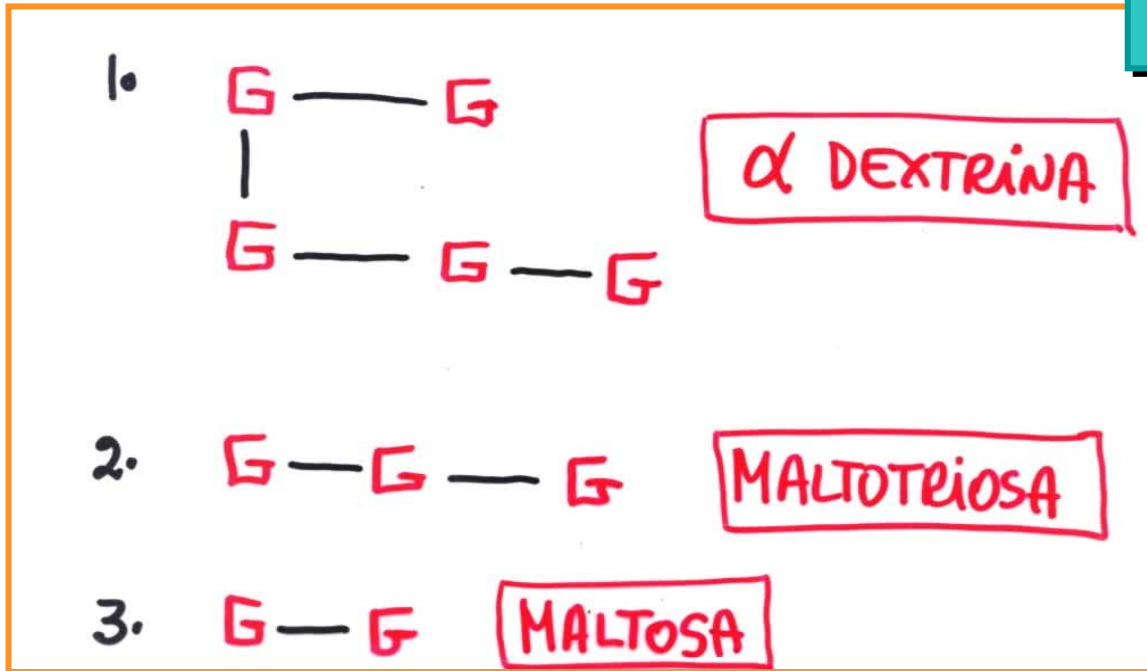 1. G — G
α DEXTRiNA
G — G — G
2. G — G — G MALTOTRiOSA
3. G — G MALTOSA